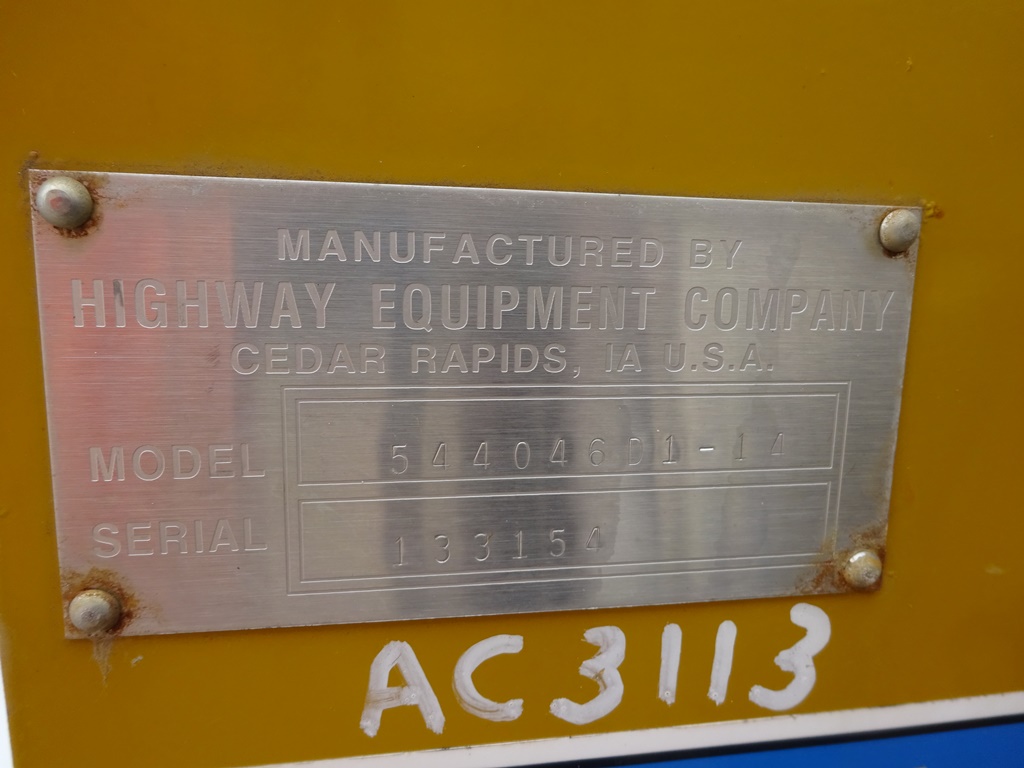 MANUFACTURED BY
HIGHWAY EQUIPMENT COMPANY
CEDAR RAPIDS, IA U.S.A.
MODEL 544046D1-14
SERIAL 133154
AC3113